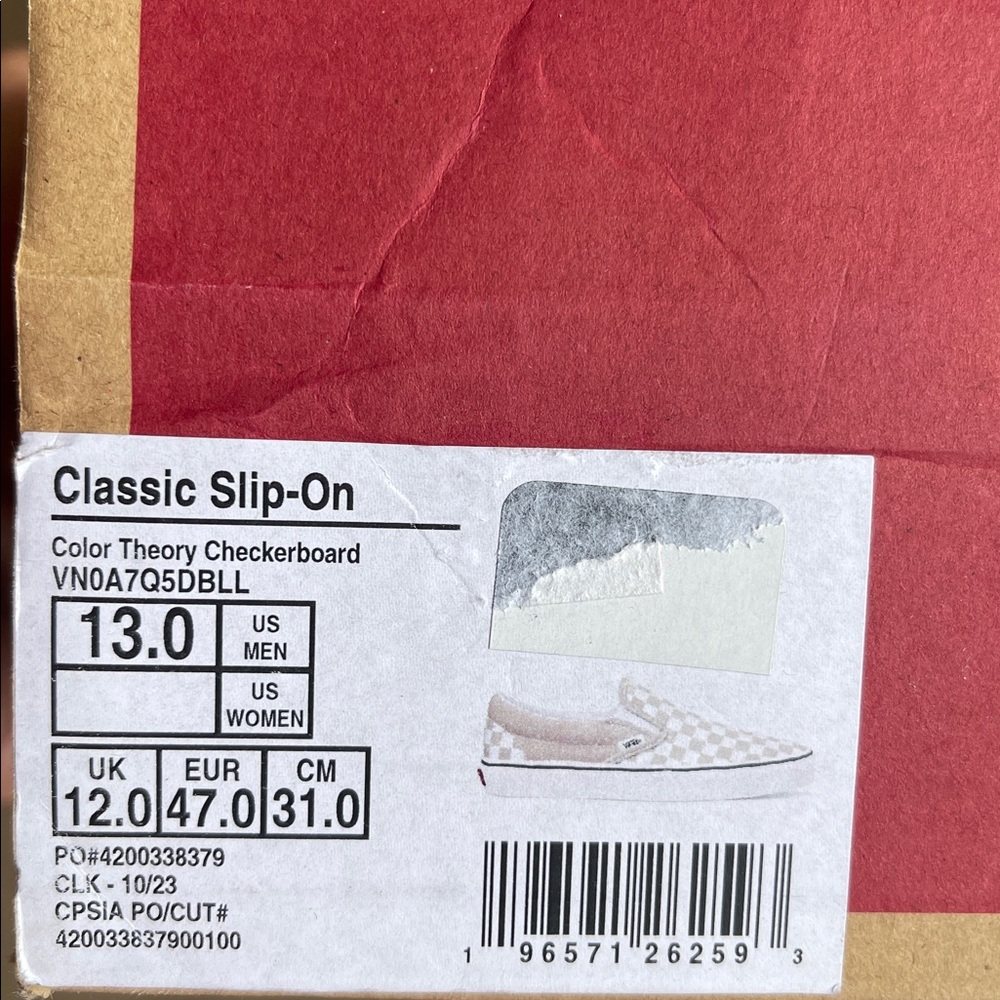 Classic Slip-On
Color Theory Checkerboard
VN0A7Q5DBLL
13.0 US MEN
US WOMEN
UK EUR CM
12.0 47.0 31.0
PO#4200338379
CLK - 10/23
CPSIA PO/CUT#
420033837900100
1 96571 26259 3